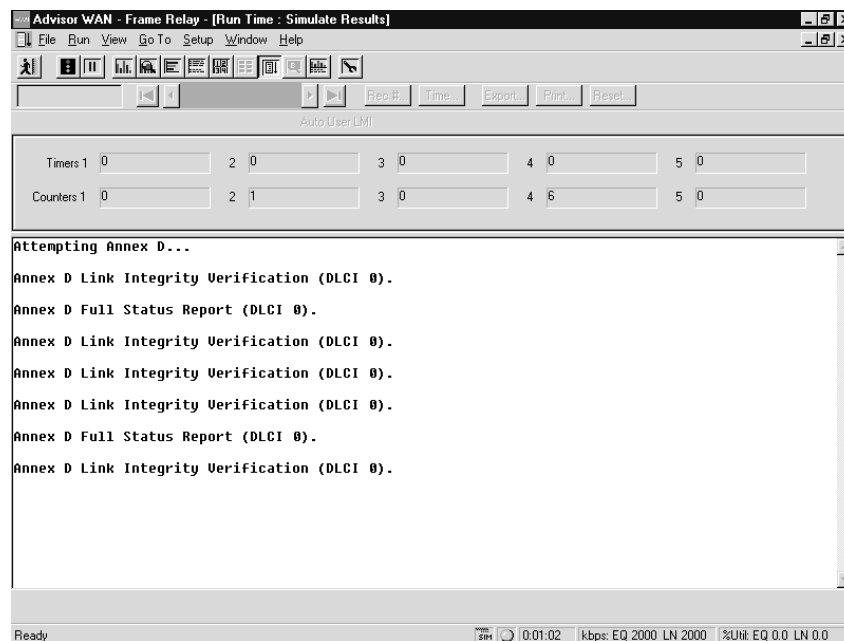 Advisor WAN - Frame Relay - [Run Time : Simulate Results]
File Run View Go To Setup Window Help
Rec #... Time... Export... Print... Reset...
Auto User LMI
Timers 1 0 2 0 3 0 4 0 5 0
Counters 1 0 2 1 3 0 4 6 5 0
Attempting Annex D...
Annex D Link Integrity Verification (DLCI 0).
Annex D Full Status Report (DLCI 0).
Annex D Link Integrity Verification (DLCI 0).
Annex D Link Integrity Verification (DLCI 0).
Annex D Link Integrity Verification (DLCI 0).
Annex D Full Status Report (DLCI 0).
Annex D Link Integrity Verification (DLCI 0).
Ready SIM 0:01:02 kbps: EQ 2000 LN 2000 %Util: EQ 0.0 LN 0.0